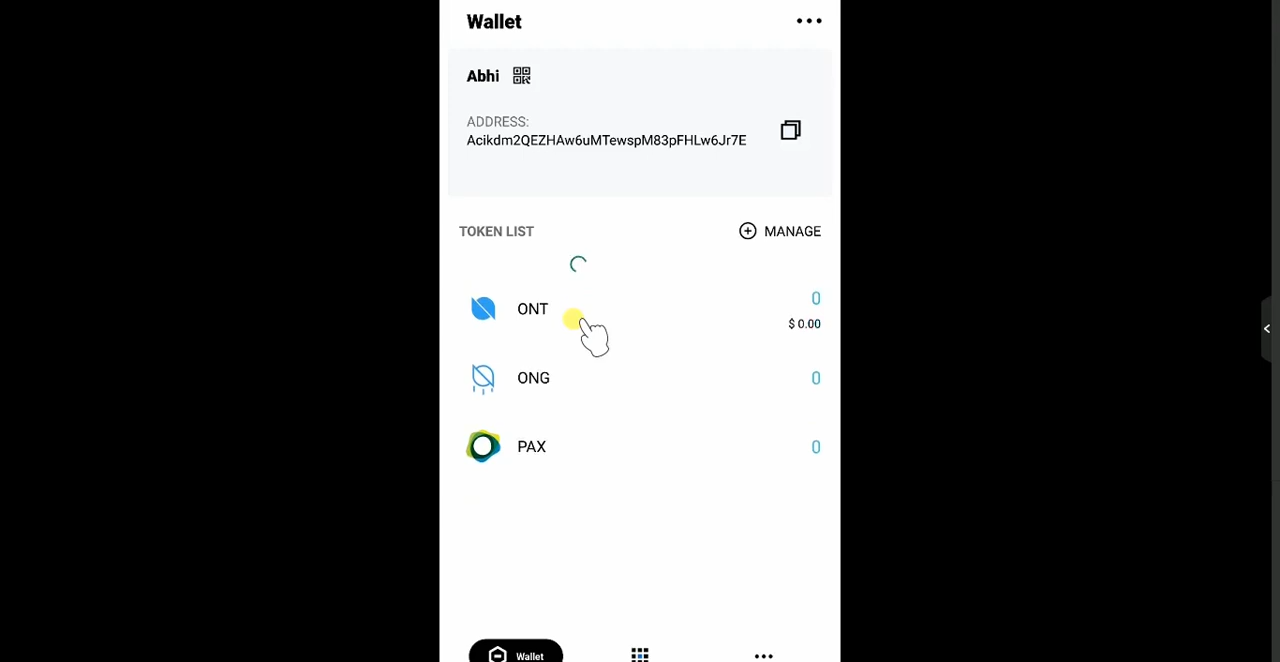 Wallet
Abhi
ADDRESS:
Acikdm2QEZHAw6uMTewspM83pFHLw6Jr7E
TOKEN LIST
MANAGE
ONT
0
$ 0.00
ONG
0
PAX
0
Wallet